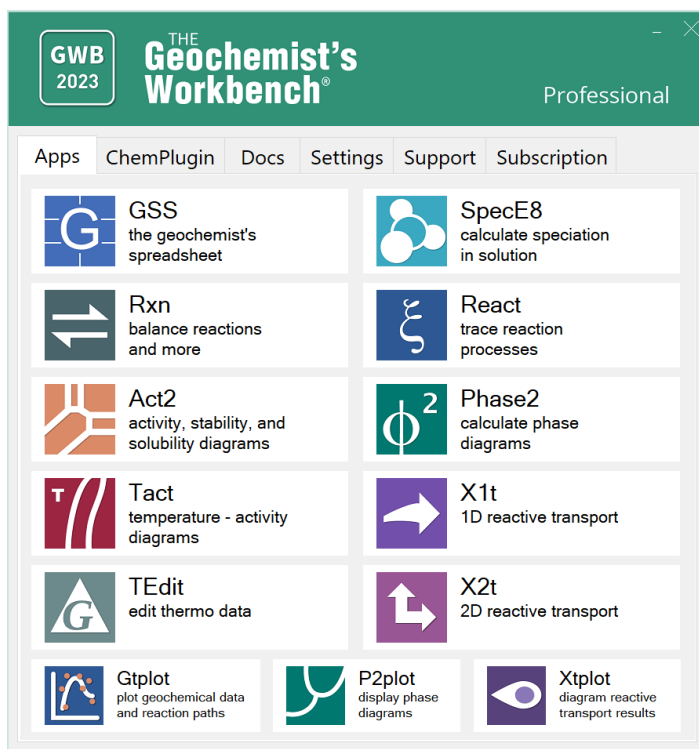 GWB
2023
THE
Geochemist's
Workbench®
Professional
Apps ChemPlugin Docs Settings Support Subscription
G
GSS
the geochemist's
spreadsheet
SpecE8
calculate speciation
in solution
Rxn
balance reactions
and more
ξ
React
trace reaction
processes
Act2
activity, stability, and
solubility diagrams
ϕ²
Phase2
calculate phase
diagrams
T
Tact
temperature - activity
diagrams
X1t
1D reactive transport
G
TEdit
edit thermo data
X2t
2D reactive transport
Gtplot
plot geochemical data
and reaction paths
P2plot
display phase
diagrams
Xtplot
diagram reactive
transport results